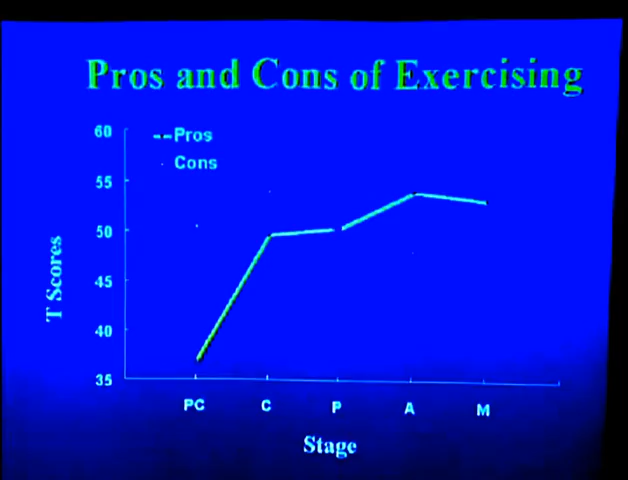 Pros and Cons of Exercising
60
--Pros
Cons
55
50
45
40
35
T Scores
PC C P A M
Stage